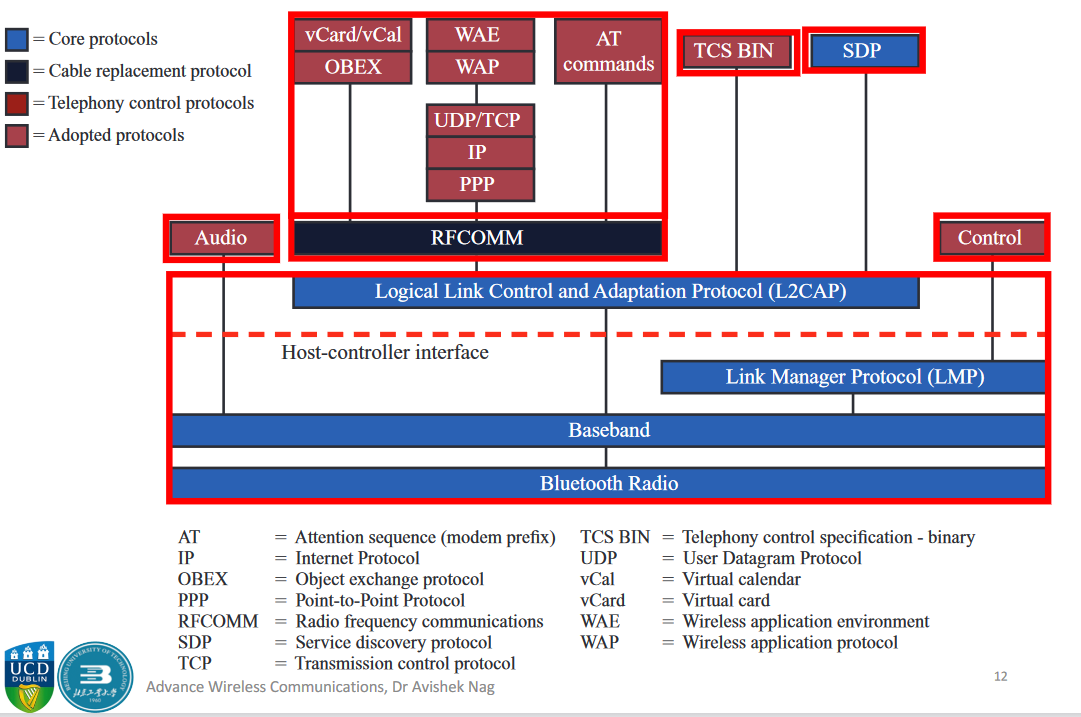 = Core protocols
= Cable replacement protocol
= Telephony control protocols
= Adopted protocols
vCard/vCal
OBEX
WAE
WAP
UDP/TCP
IP
PPP
AT
commands
TCS BIN
SDP
Audio
RFCOMM
Control
Logical Link Control and Adaptation Protocol (L2CAP)
Host-controller interface
Link Manager Protocol (LMP)
Baseband
Bluetooth Radio
AT = Attention sequence (modem prefix)
IP = Internet Protocol
OBEX = Object exchange protocol
PPP = Point-to-Point Protocol
RFCOMM = Radio frequency communications
SDP = Service discovery protocol
TCP = Transmission control protocol
TCS BIN = Telephony control specification - binary
UDP = User Datagram Protocol
vCal = Virtual calendar
vCard = Virtual card
WAE = Wireless application environment
WAP = Wireless application protocol
UCD
DUBLIN
BEIJING UNIVERSITY OF TECHNOLOGY
1960
Advance Wireless Communications, Dr Avishek Nag
12